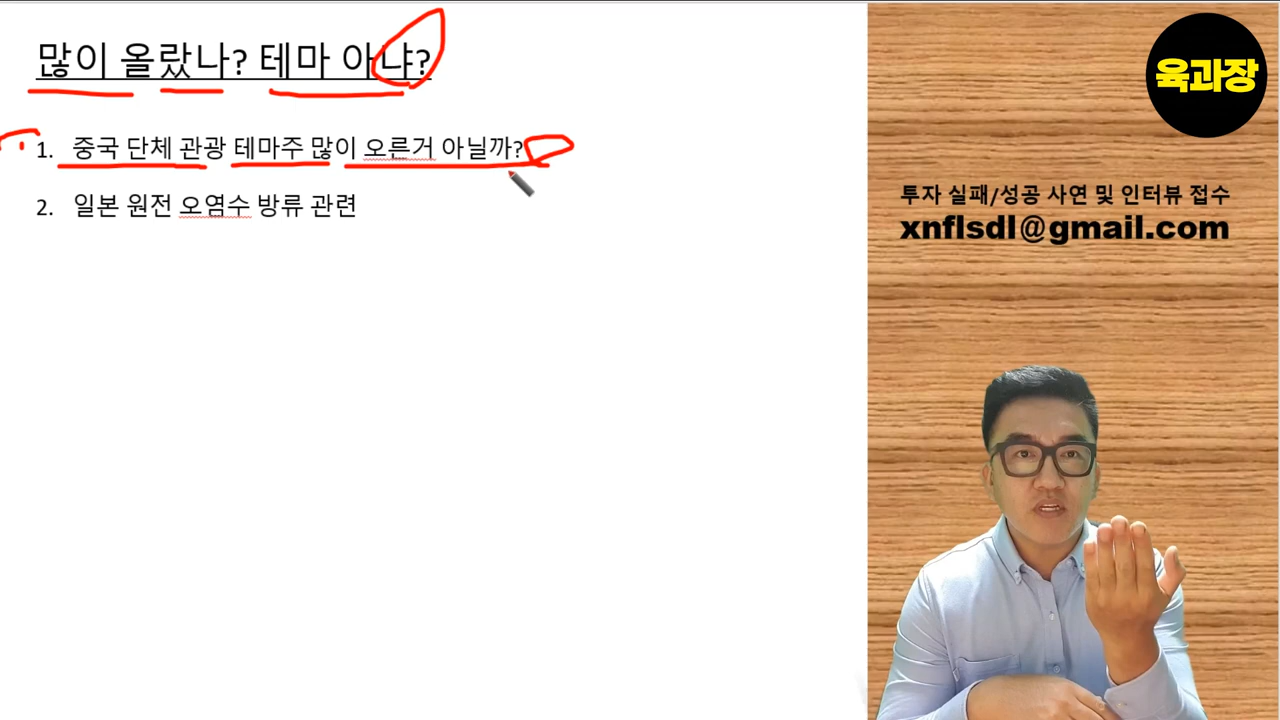 많이 올랐나? 테마 아냐?
1. 중국 단체 관광 테마주 많이 오른거 아닐까?
2. 일본 원전 오염수 방류 관련
육과장
투자 실패/성공 사연 및 인터뷰 접수
xnflsdl@gmail.com